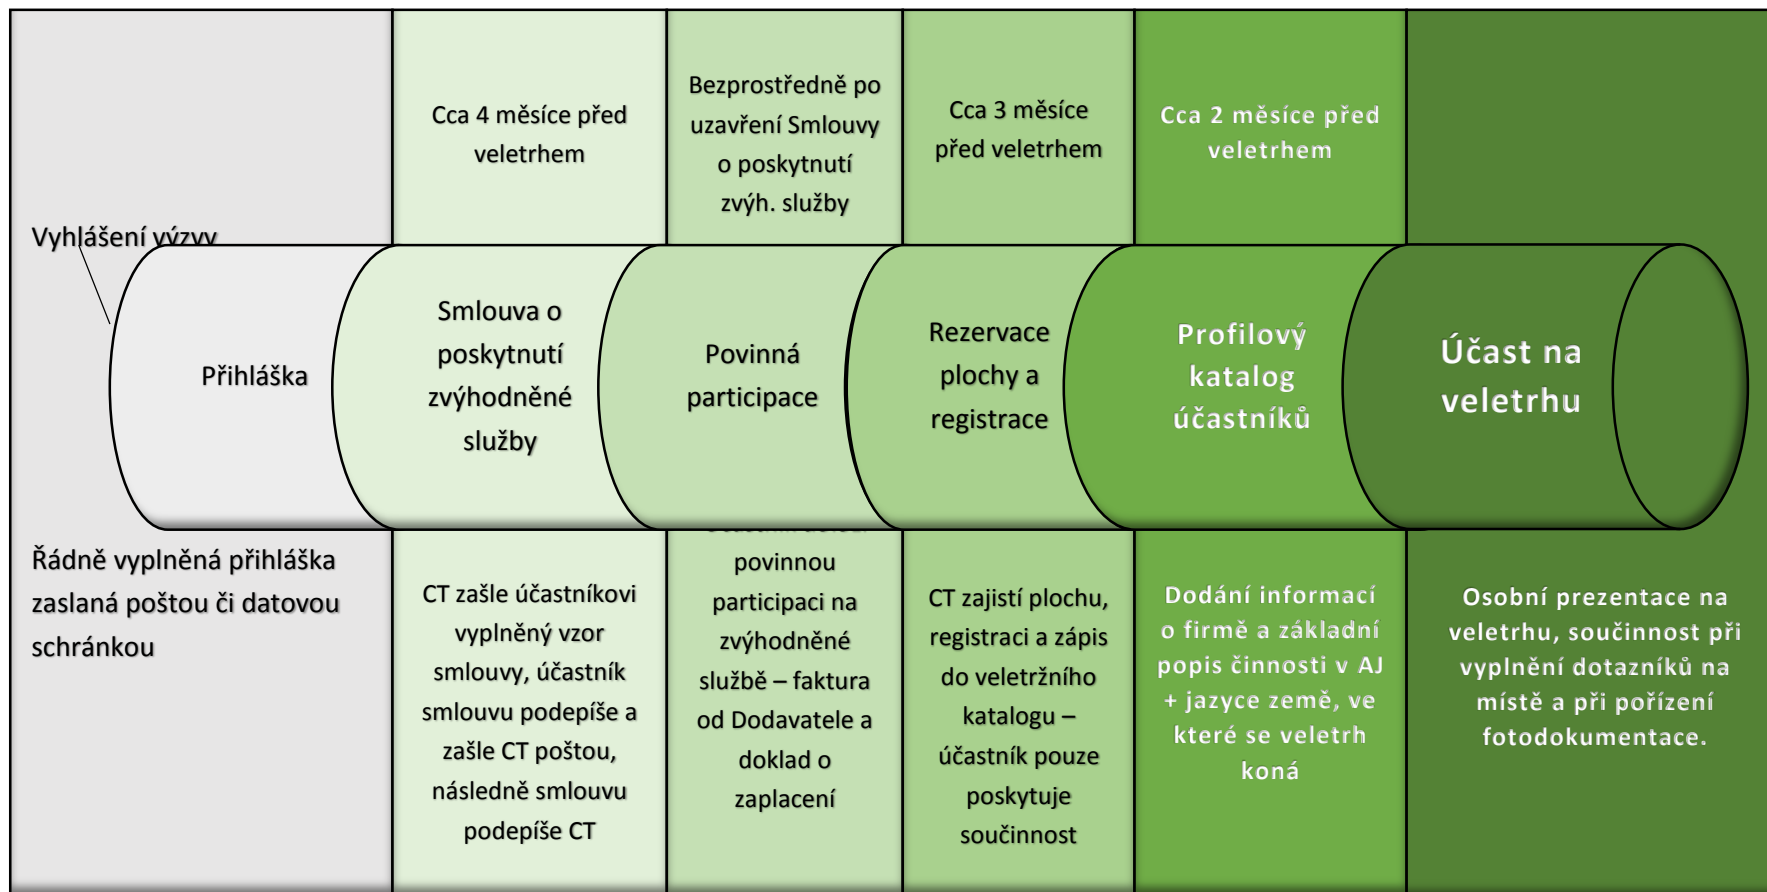 Vyhlášení výzvy
Přihláška
Řádně vyplněná přihláška
zaslaná poštou či datovou
schránkou
Cca 4 měsíce před
veletrhem
Smlouva o
poskytnutí
zvýhodněné
služby
CT zašle účastníkovi
vyplněný vzor
smlouvy, účastník
smlouvu podepíše a
zašle CT poštou,
následně smlouvu
podepíše CT
Bezprostředně po
uzavření Smlouvy
o poskytnutí
zvýh. služby
Povinná
participace
povinnou
participaci na
zvýhodněné
službě – faktura
od Dodavatele a
doklad o
zaplacení
Cca 3 měsíce
před veletrhem
Rezervace
plochy a
registrace
CT zajistí plochu,
registraci a zápis
do veletržního
katalogu –
účastník pouze
poskytuje
součinnost
Cca 2 měsíce před
veletrhem
Profilový
katalog
účastníků
Dodání informací
o firmě a základní
popis činnosti v AJ
+ jazyce země, ve
které se veletrh
koná
Účast na
veletrhu
Osobní prezentace na
veletrhu, součinnost při
vyplnění dotazníků na
místě a při pořízení
fotodokumentace.